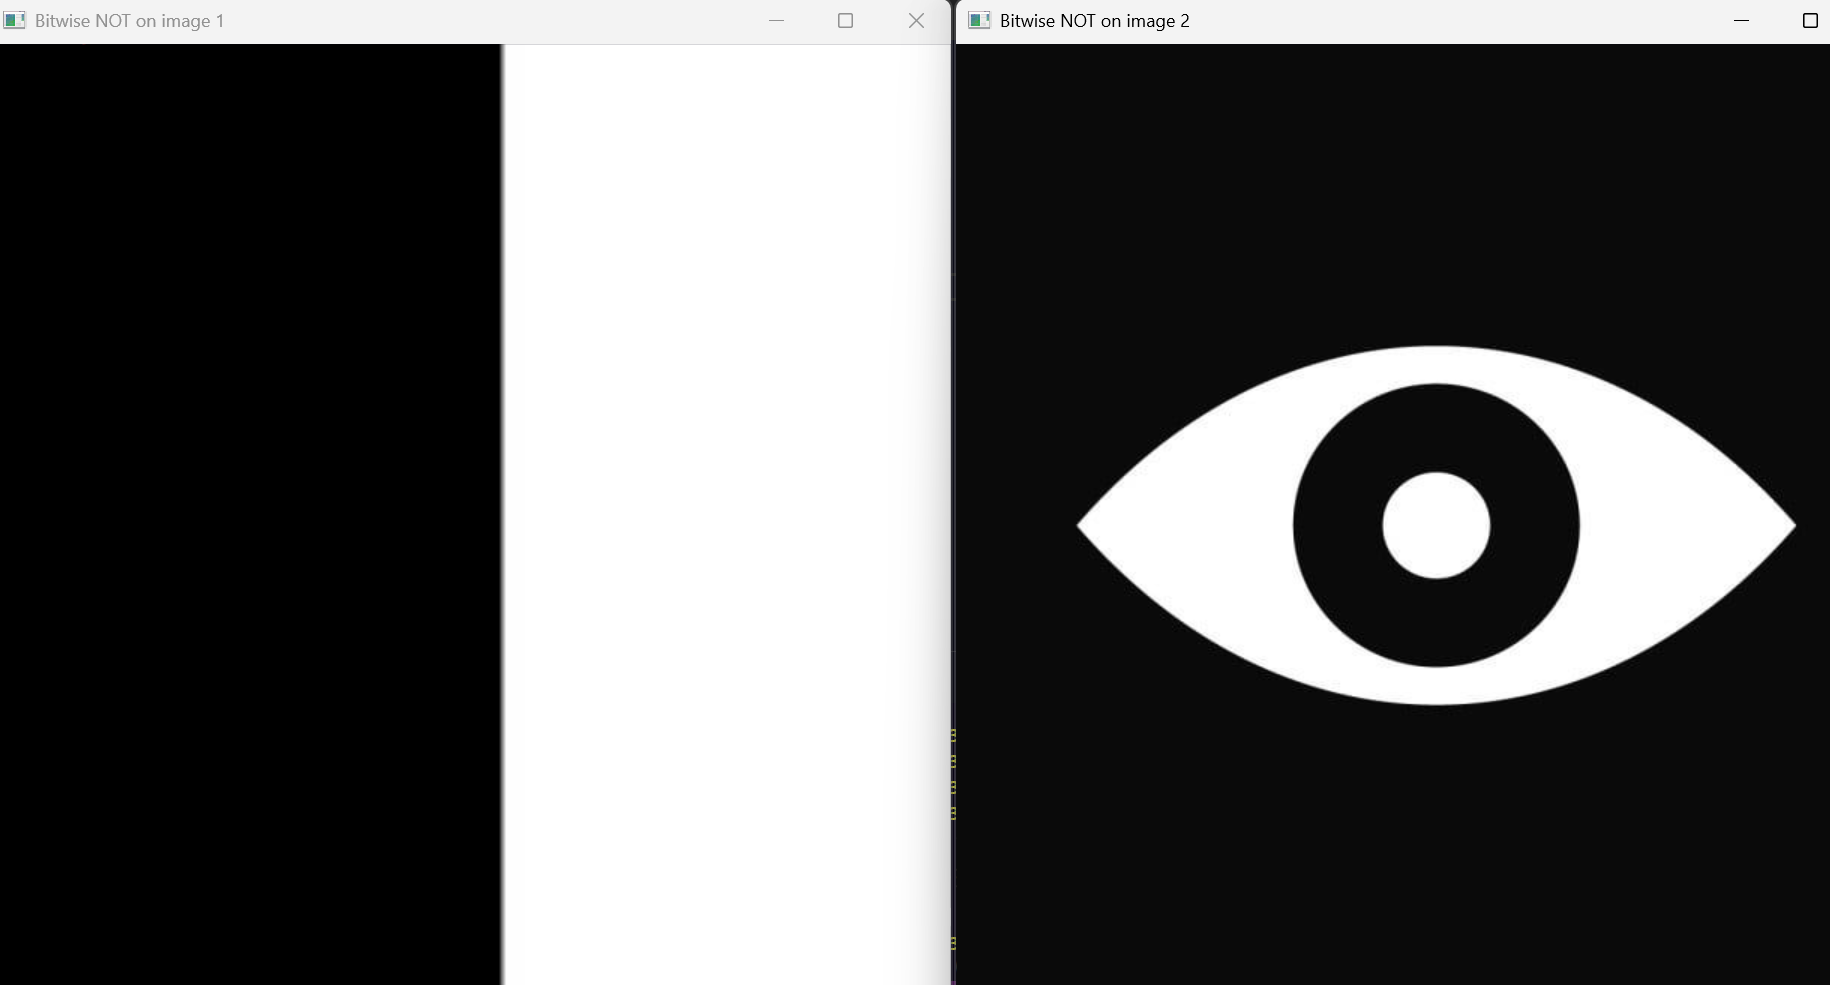 Bitwise NOT on image 1
Bitwise NOT on image 2